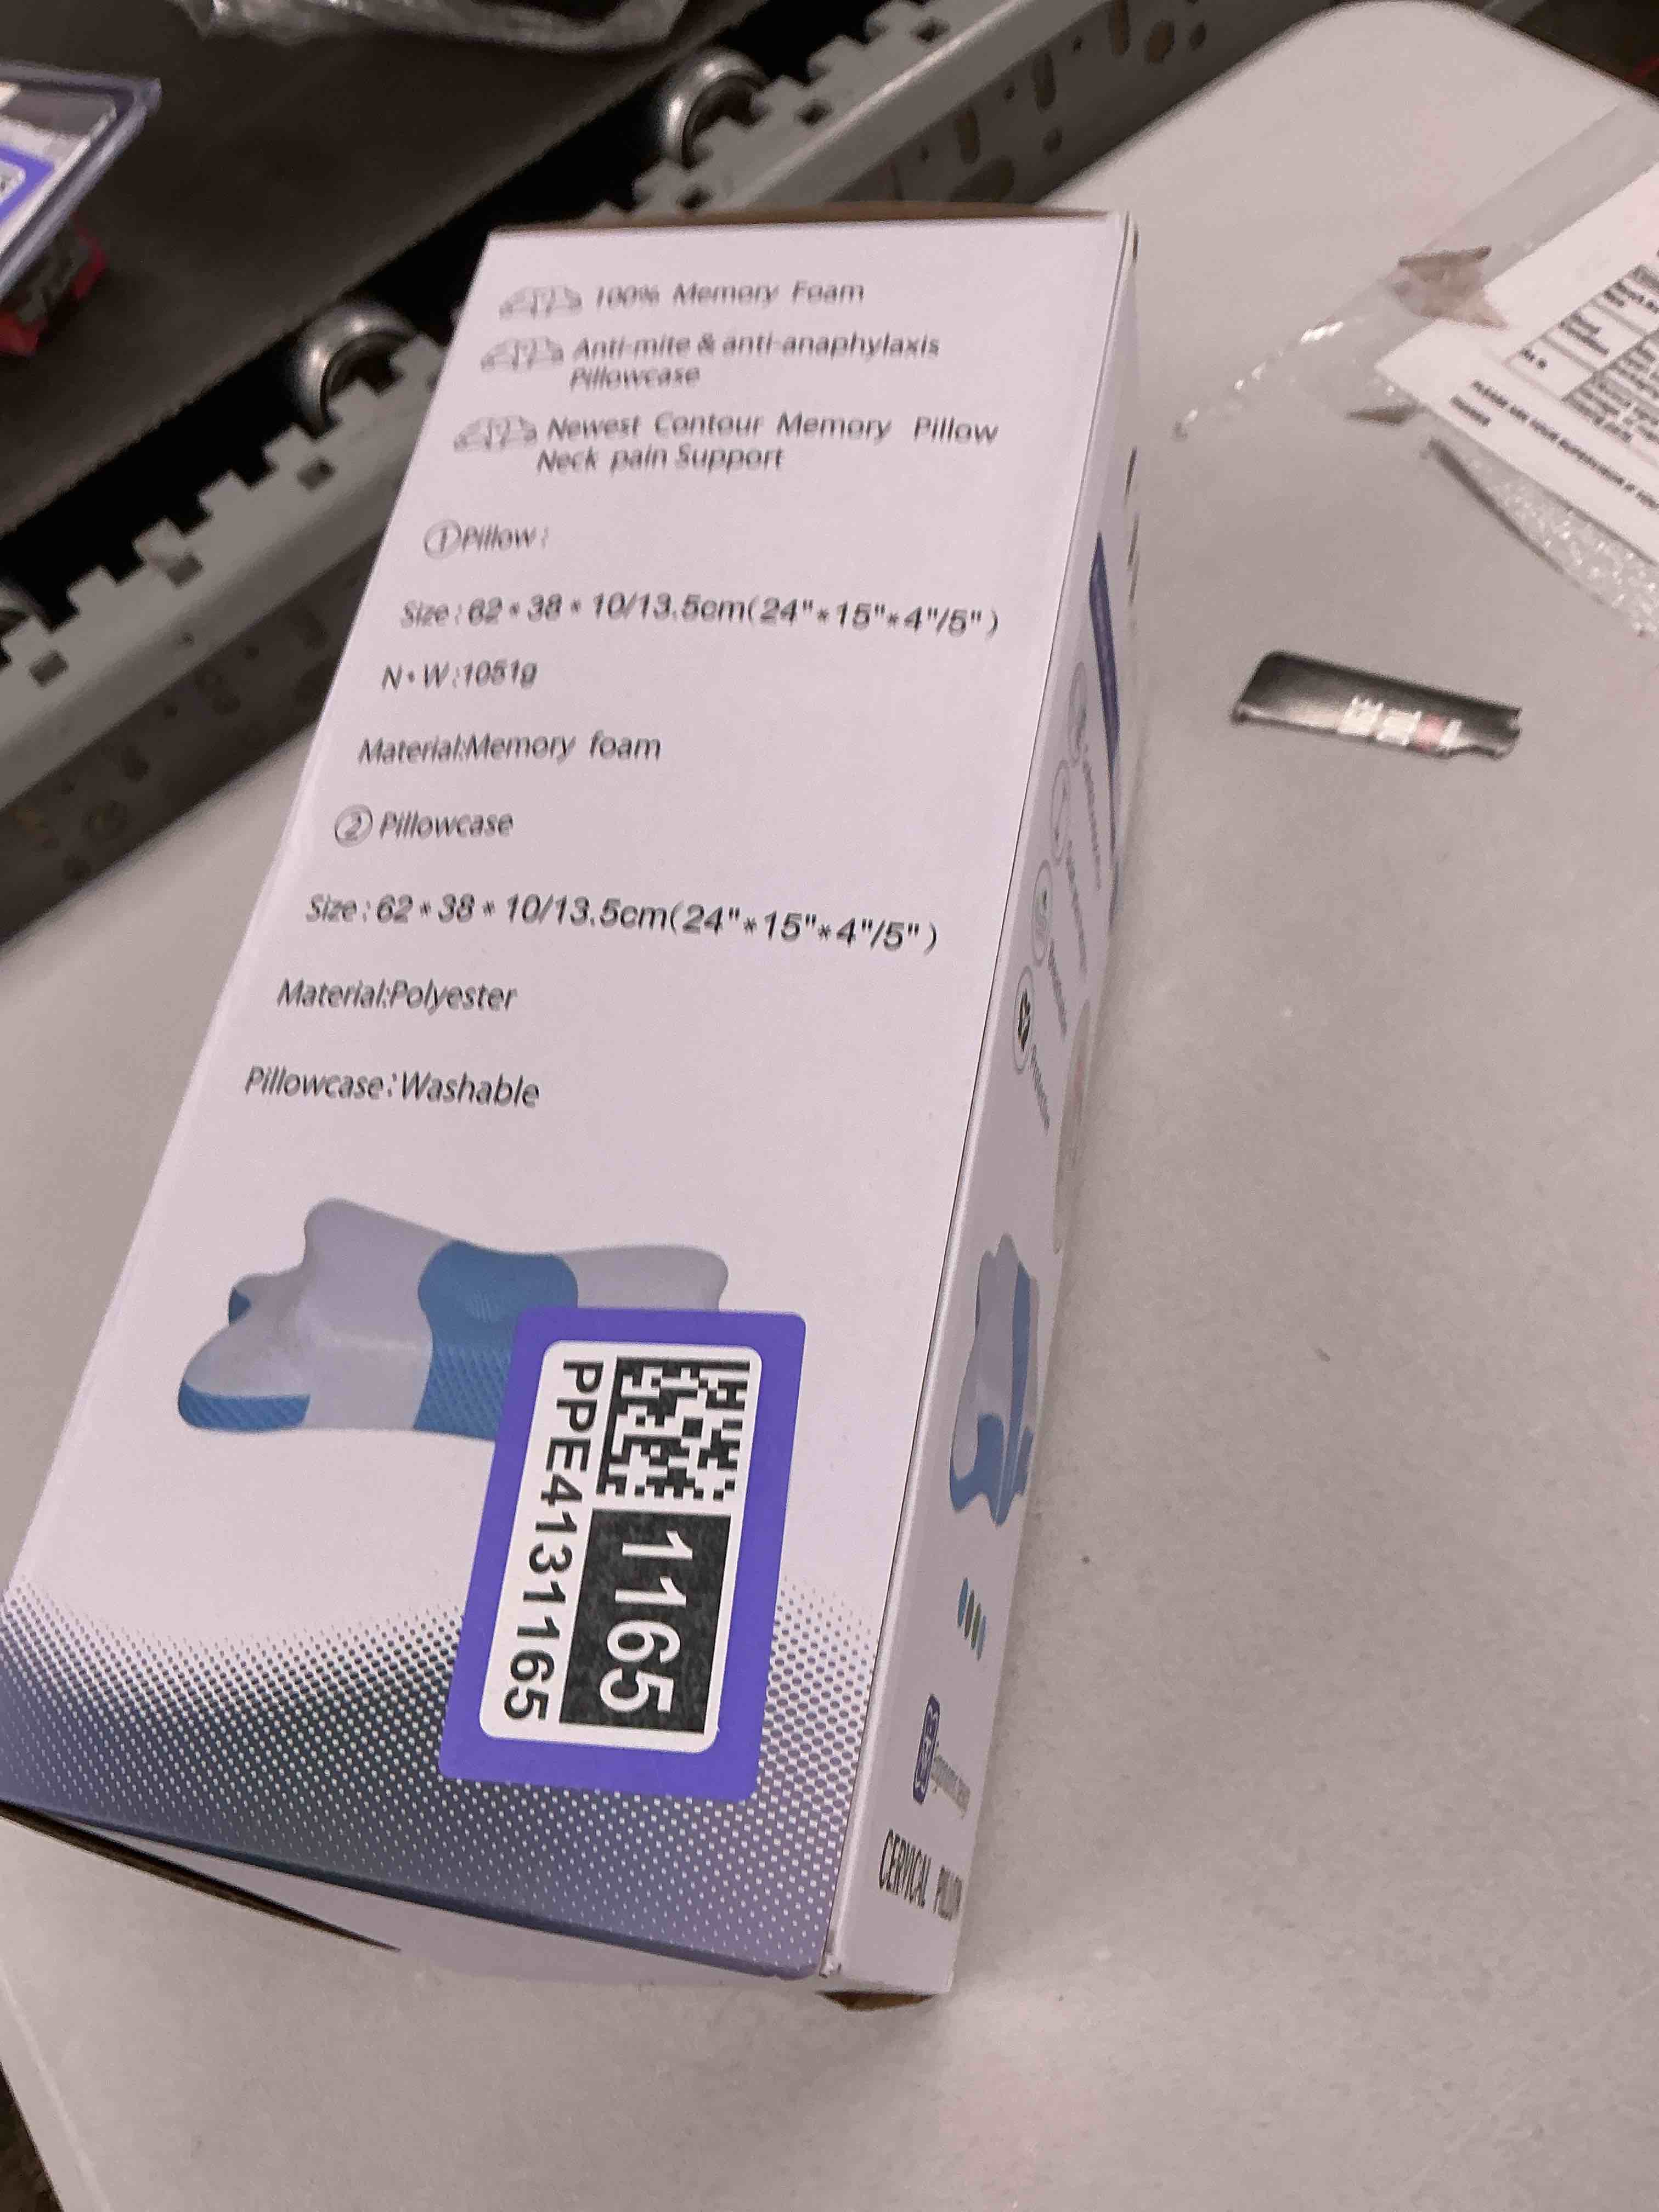 100% Memory Foam
Anti-mite & anti-anaphylaxis
Pillowcase
Newest Contour Memory Pillow
Neck pain Support
①Pillow:
Size:62*38*10/13.5cm(24"*15"*4"/5")
N·W:1051g
Material:Memory foam
② Pillowcase
Size:62*38*10/13.5cm(24"*15"*4"/5")
Material:Polyester
Pillowcase:Washable
1165
PPE4131165
CERVICAL PILLOW